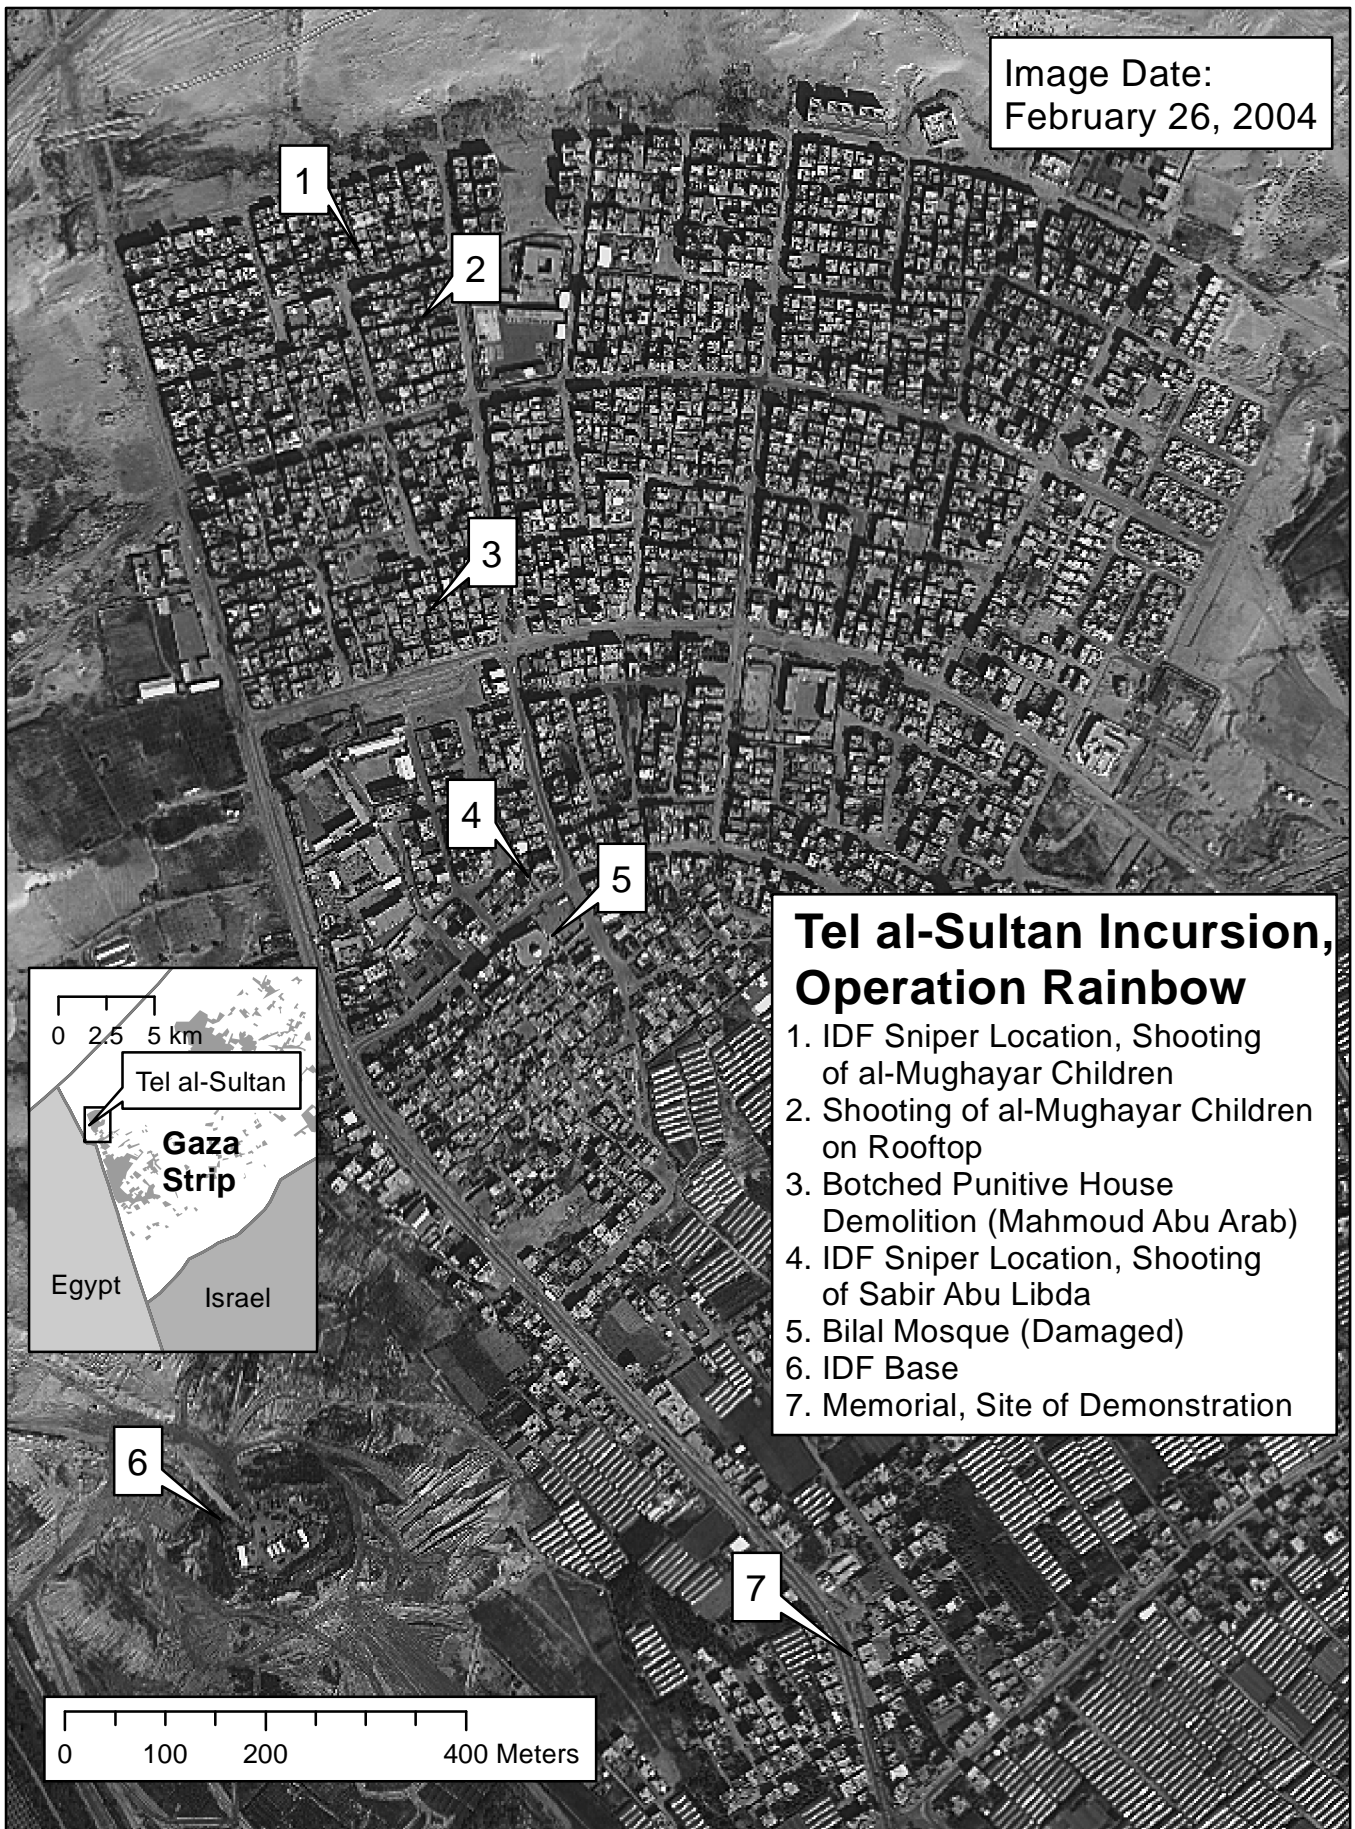 Image Date:
February 26, 2004
1
2
3
4
5
Tel al-Sultan Incursion,
Operation Rainbow
1. IDF Sniper Location, Shooting
of al-Mughayar Children
2. Shooting of al-Mughayar Children
on Rooftop
3. Botched Punitive House
Demolition (Mahmoud Abu Arab)
4. IDF Sniper Location, Shooting
of Sabir Abu Libda
5. Bilal Mosque (Damaged)
6. IDF Base
7. Memorial, Site of Demonstration
0 2.5 5 km
Tel al-Sultan
Gaza
Strip
Egypt
Israel
6
7
0 100 200 400 Meters